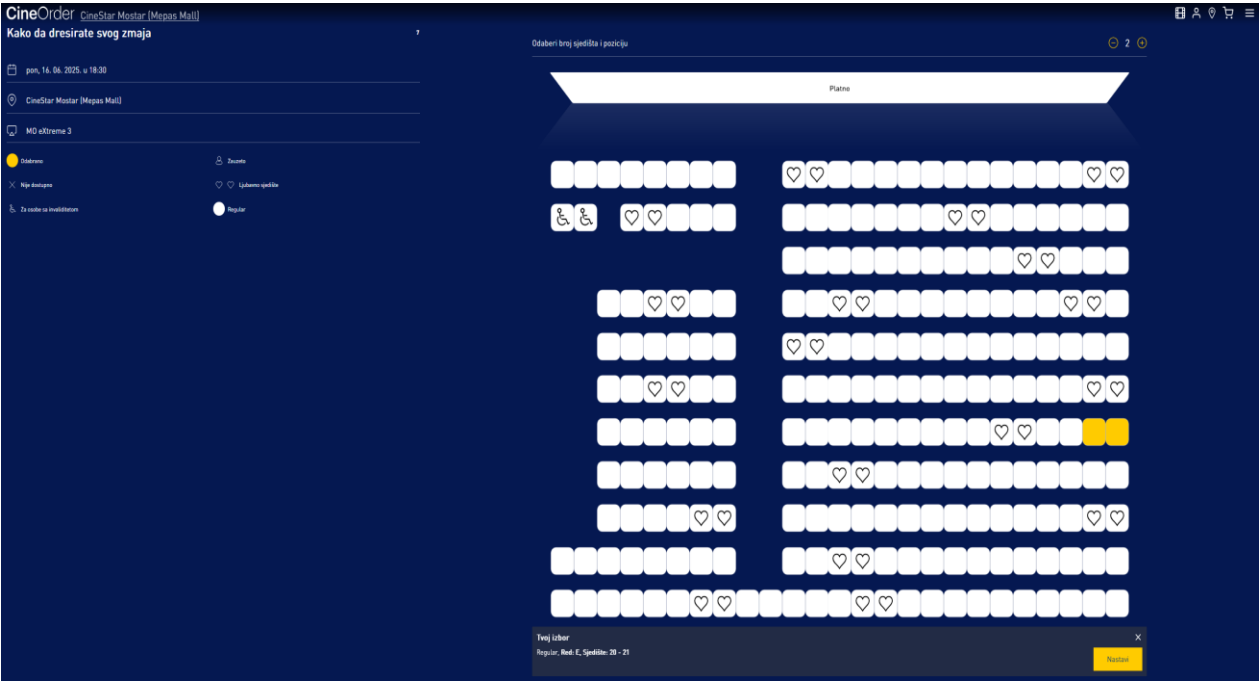 CineOrder CineStar Mostar (Mepas Mall)
Kako da dresirate svog zmaja
?
pon, 16. 06. 2025. u 18:30
CineStar Mostar (Mepas Mall)
MO eXtreme 3
Odabrano
Zauzeto
Nije dostupno
Ljubavno sjedište
Za osobe sa invaliditetom
Regular
Odaberi broj sjedišta i poziciju
2
Platno
Tvoj izbor
Regular, Red: E, Sjedište: 20 - 21
Nastavi